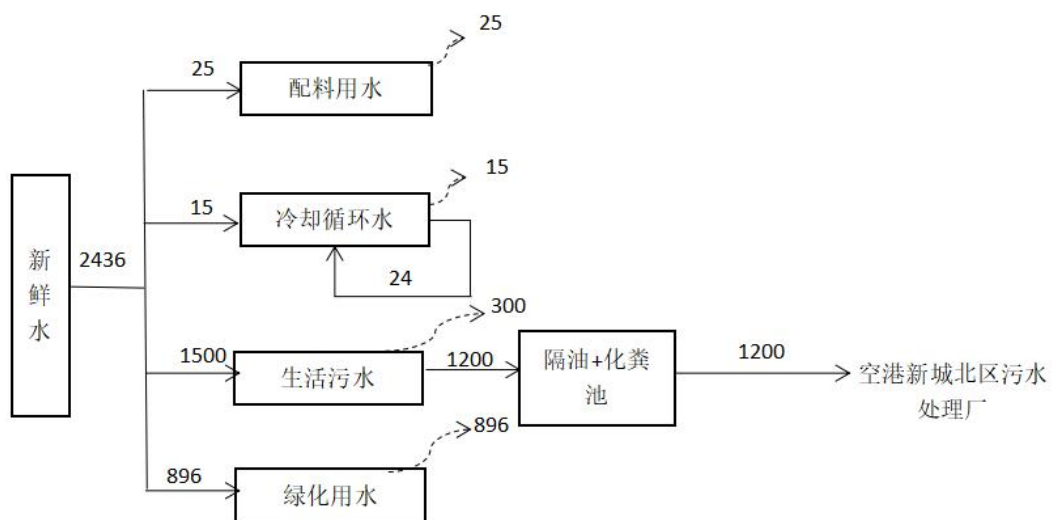 25
25
配料用水
15
15
冷却循环水
新
鲜
水
2436
24
300
1500
生活污水
1200
隔油+化粪
池
1200
空港新城北区污水
处理厂
896
896
绿化用水